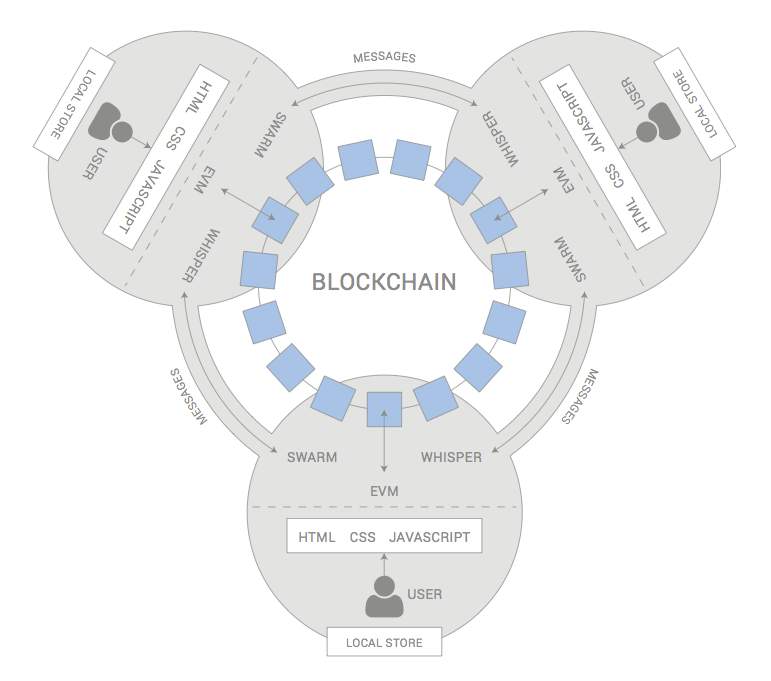 MESSAGES
LOCAL STORE
USER
HTML CSS JAVASCRIPT
SWARM
EVM
WHISPER
LOCAL STORE
USER
HTML CSS JAVASCRIPT
WHISPER
EVM
SWARM
BLOCKCHAIN
MESSAGES
MESSAGES
SWARM
WHISPER
EVM
HTML CSS JAVASCRIPT
USER
LOCAL STORE